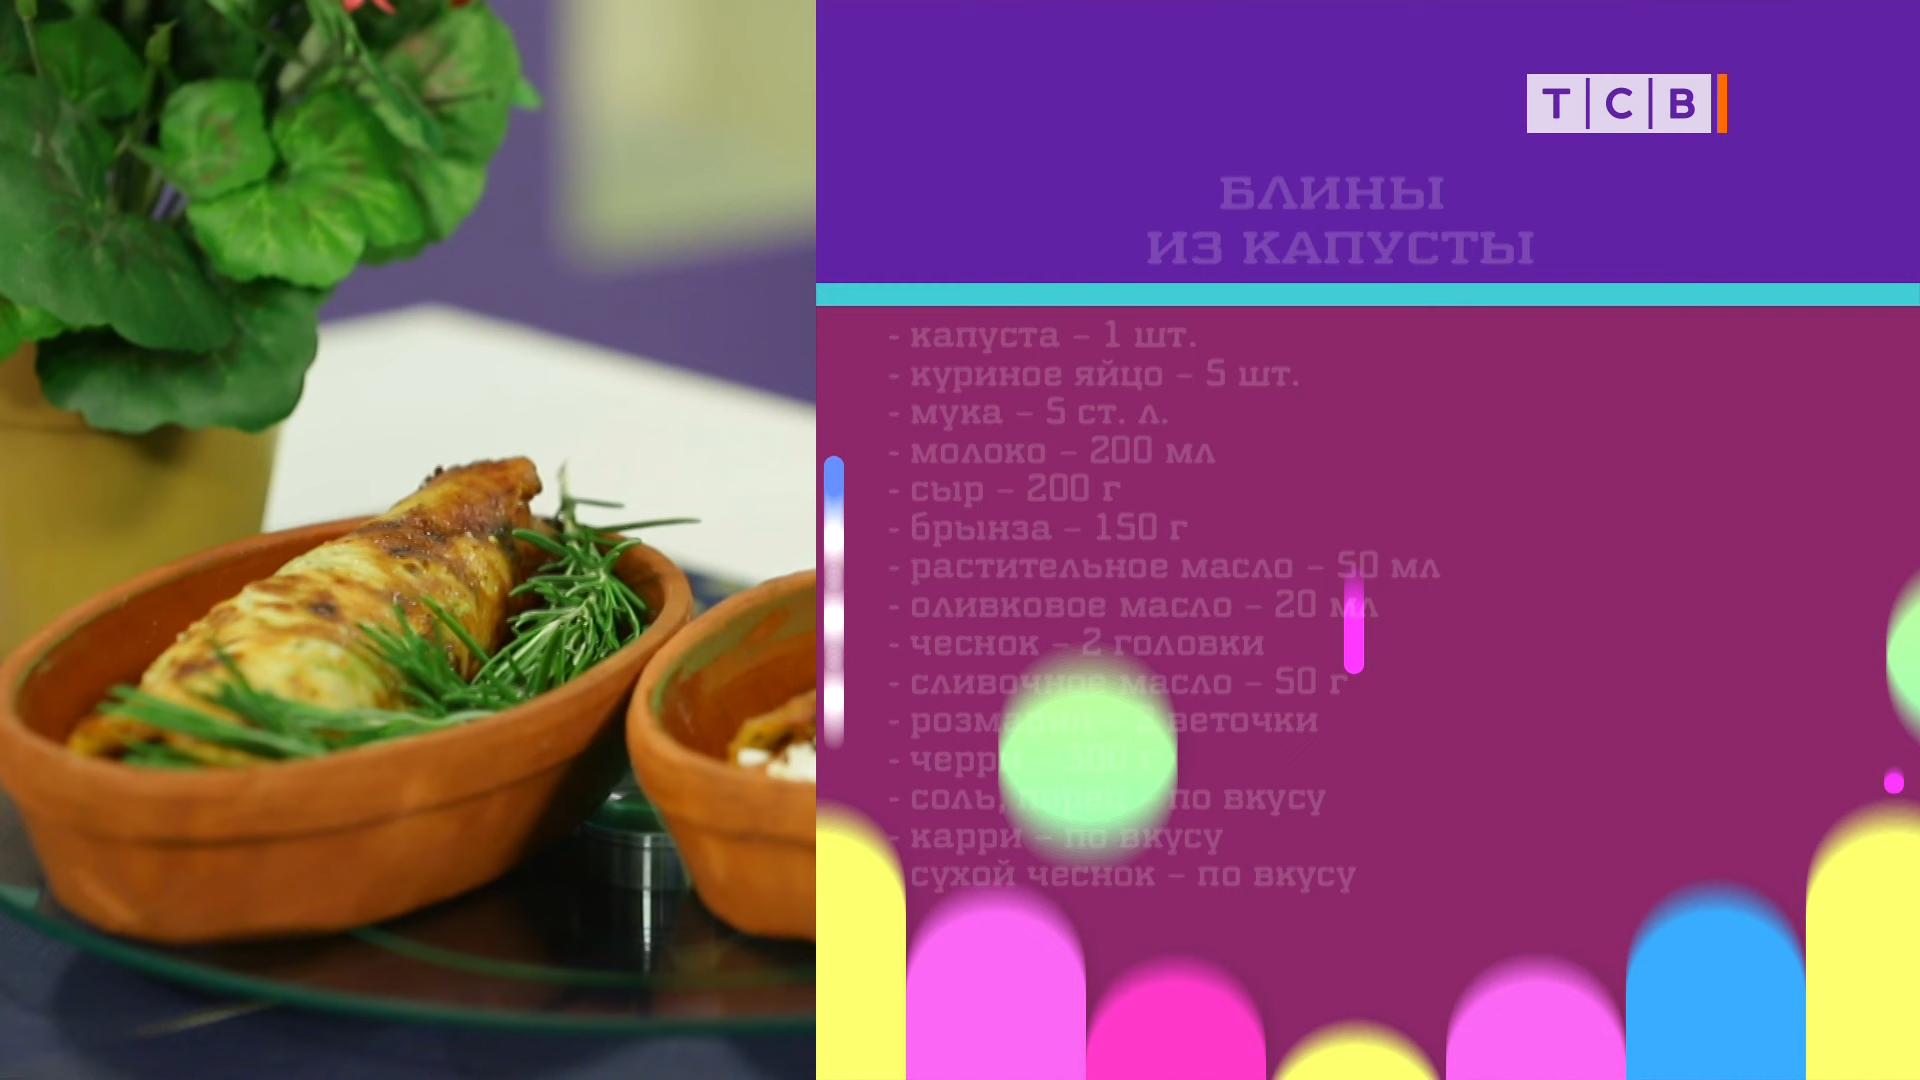 ТСВ
БЛИНЫ
ИЗ КАПУСТЫ
- капуста – 1 шт.
- куриное яйцо – 5 шт.
- мука – 5 ст. л.
- молоко – 200 мл
- сыр – 200 г
- брынза – 150 г
- растительное масло – 50 мл
- оливковое масло – 20 мл
- чеснок – 2 головки
- сливочное масло – 50 г
- розмарин – веточки
- черри – 300 г
- соль, перец – по вкусу
- карри – по вкусу
сухой чеснок – по вкусу